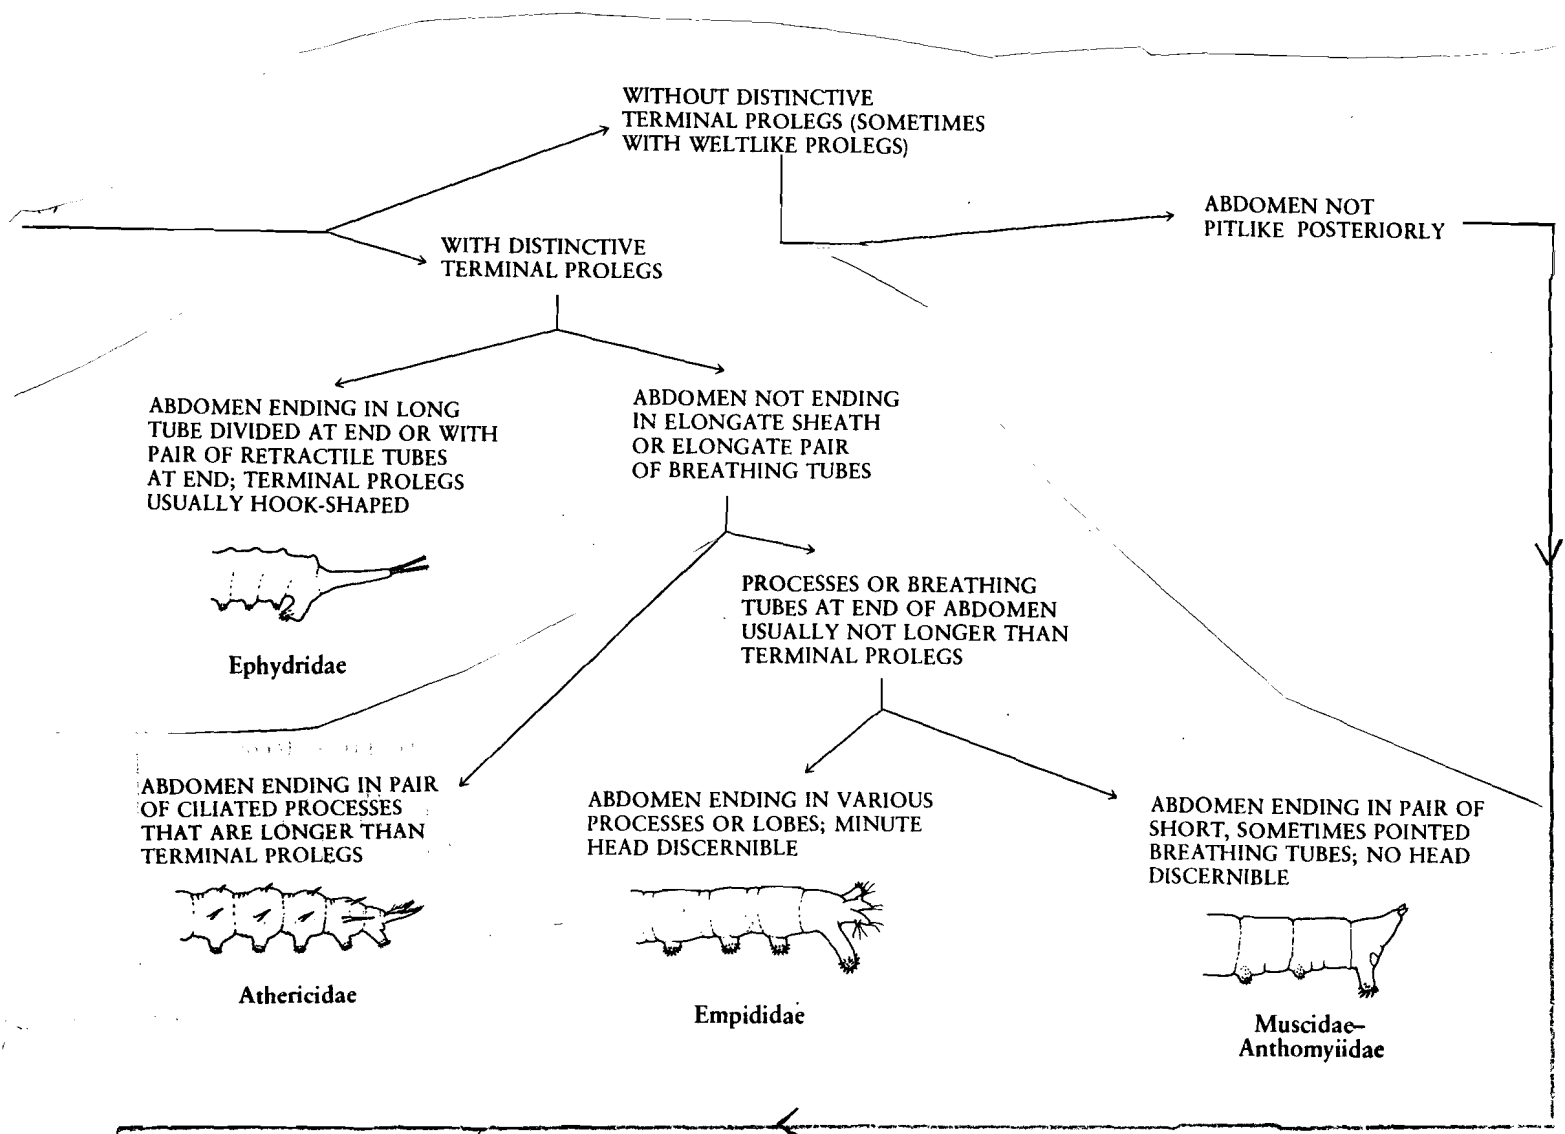 WITHOUT DISTINCTIVE
TERMINAL PROLEGS (SOMETIMES
WITH WELTLIKE PROLEGS)
ABDOMEN NOT
PITLIKE POSTERIORLY
WITH DISTINCTIVE
TERMINAL PROLEGS
ABDOMEN ENDING IN LONG
TUBE DIVIDED AT END OR WITH
PAIR OF RETRACTILE TUBES
AT END; TERMINAL PROLEGS
USUALLY HOOK-SHAPED
Ephydridae
ABDOMEN NOT ENDING
IN ELONGATE SHEATH
OR ELONGATE PAIR
OF BREATHING TUBES
PROCESSES OR BREATHING
TUBES AT END OF ABDOMEN
USUALLY NOT LONGER THAN
TERMINAL PROLEGS
ABDOMEN ENDING IN PAIR
OF CILIATED PROCESSES
THAT ARE LONGER THAN
TERMINAL PROLEGS
Athericidae
ABDOMEN ENDING IN VARIOUS
PROCESSES OR LOBES; MINUTE
HEAD DISCERNIBLE
Empididae
ABDOMEN ENDING IN PAIR OF
SHORT, SOMETIMES POINTED
BREATHING TUBES; NO HEAD
DISCERNIBLE
Muscidae–
Anthomyiidae